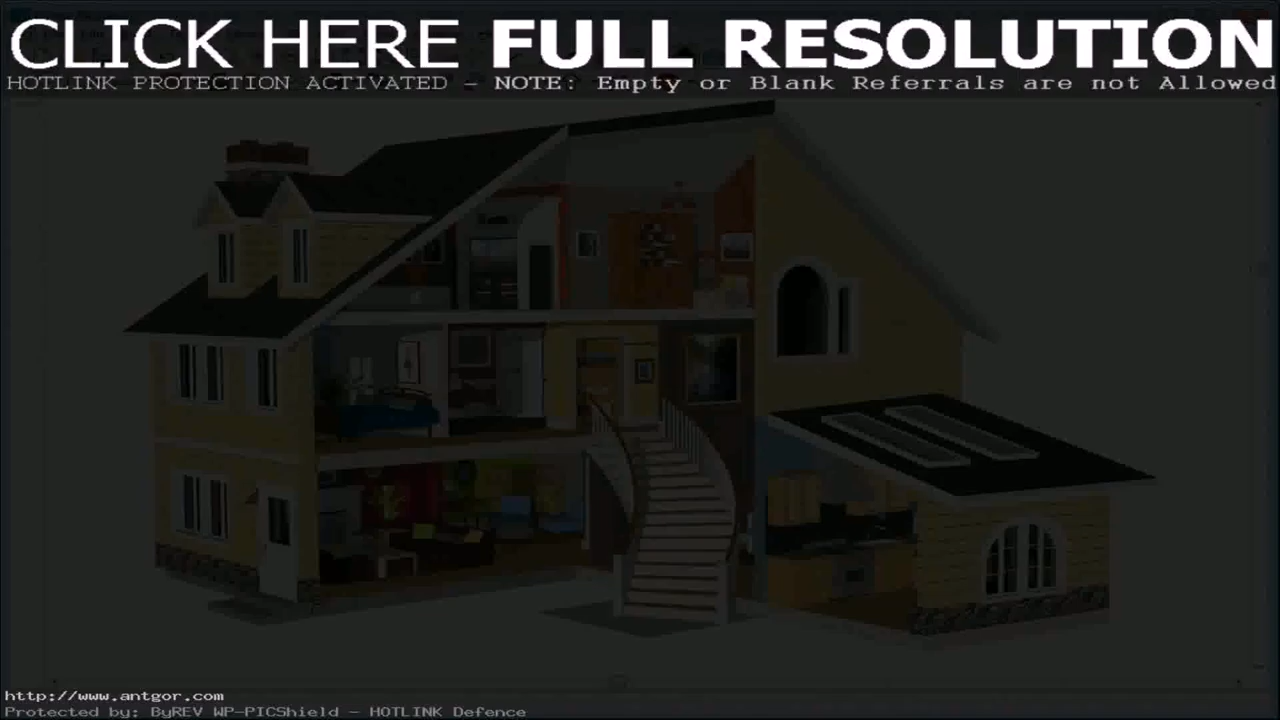 CLICK HERE FULL RESOLUTION
HOTLINK PROTECTION ACTIVATED - NOTE: Empty or Blank Referrals are not Allowed
http://www.antgor.com
Protected by: ByREV WP-PICShield - HOTLINK Defence